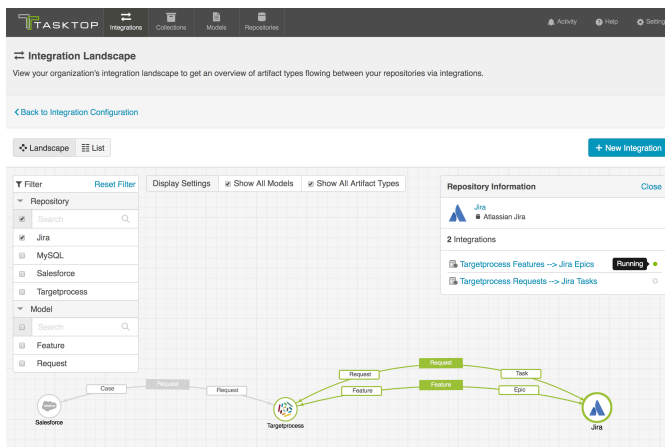 TASKTOP
Integrations
Collections
Models
Repositories
Activity
Help
Setting
Integration Landscape
View your organization's integration landscape to get an overview of artifact types flowing between your repositories via integrations.
Back to Integration Configuration
Landscape
List
+ New Integration
Filter
Reset Filter
Repository
Search
Jira
MySQL
Salesforce
Targetprocess
Model
Search
Feature
Request
Display Settings
Show All Models
Show All Artifact Types
Repository Information
Close
Jira
Atlassian Jira
2 Integrations
Targetprocess Features --> Jira Epics
Running
Targetprocess Requests --> Jira Tasks
Request
Request
Task
Case
Request
Request
Feature
Feature
Epic
Salesforce
Targetprocess
Jira